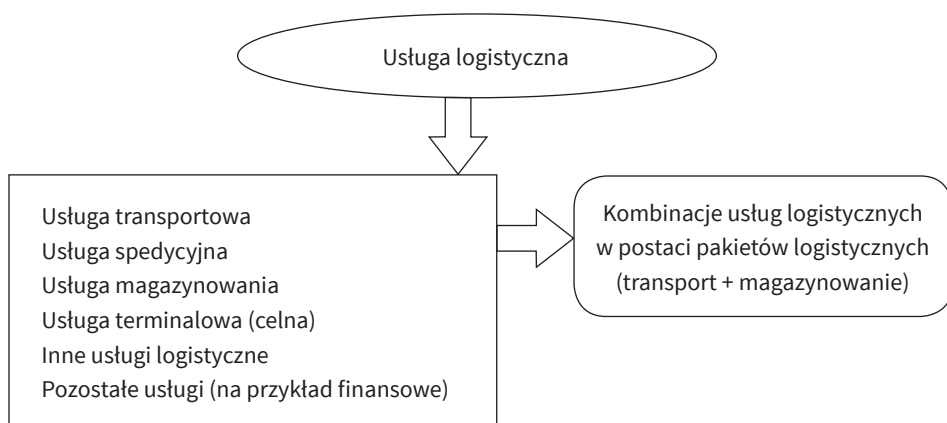 Usługa logistyczna
Usługa transportowa
Usługa spedycyjna
Usługa magazynowania
Usługa terminalowa (celna)
Inne usługi logistyczne
Pozostałe usługi (na przykład finansowe)
Kombinacje usług logistycznych
w postaci pakietów logistycznych
(transport + magazynowanie)